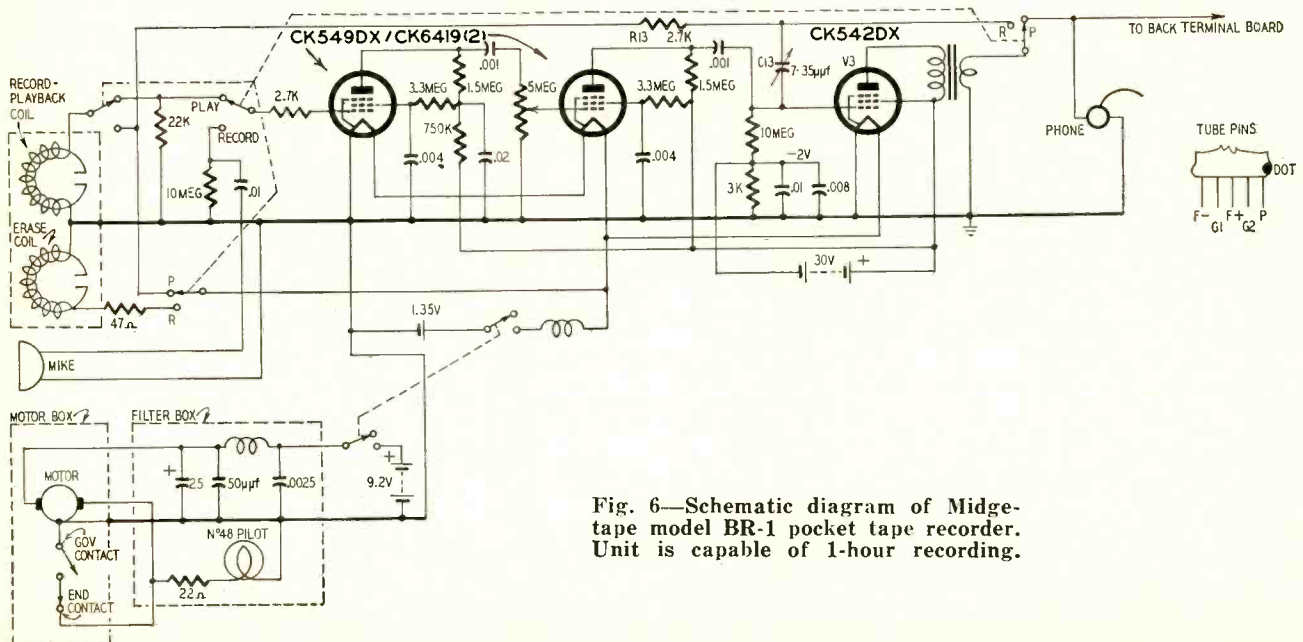 CK549DX/CK6419(2)
R13
2.7K
.001
C13
7-35µµf
CK542DX
V3
R
P
TO BACK TERMINAL BOARD
RECORD-
PLAYBACK
COIL
PLAY
2.7K
3.3MEG
1.5MEG
.001
5MEG
3.3MEG
1.5MEG
22K
RECORD
750K
10MEG
PHONE
TUBE PINS
DOT
10MEG
.01
.004
.02
.004
-2V
3K
.01
.008
F-
G1
F+
G2
P
ERASE
COIL
P
R
47Ω
30V
+
1.35V
MIKE
MOTOR BOX
FILTER BOX
MOTOR
+
25
50µµf
.0025
+
9.2V
GOV
CONTACT
Nº48 PILOT
END
CONTACT
22Ω
Fig. 6—Schematic diagram of Midge-
tape model BR-1 pocket tape recorder.
Unit is capable of 1-hour recording.